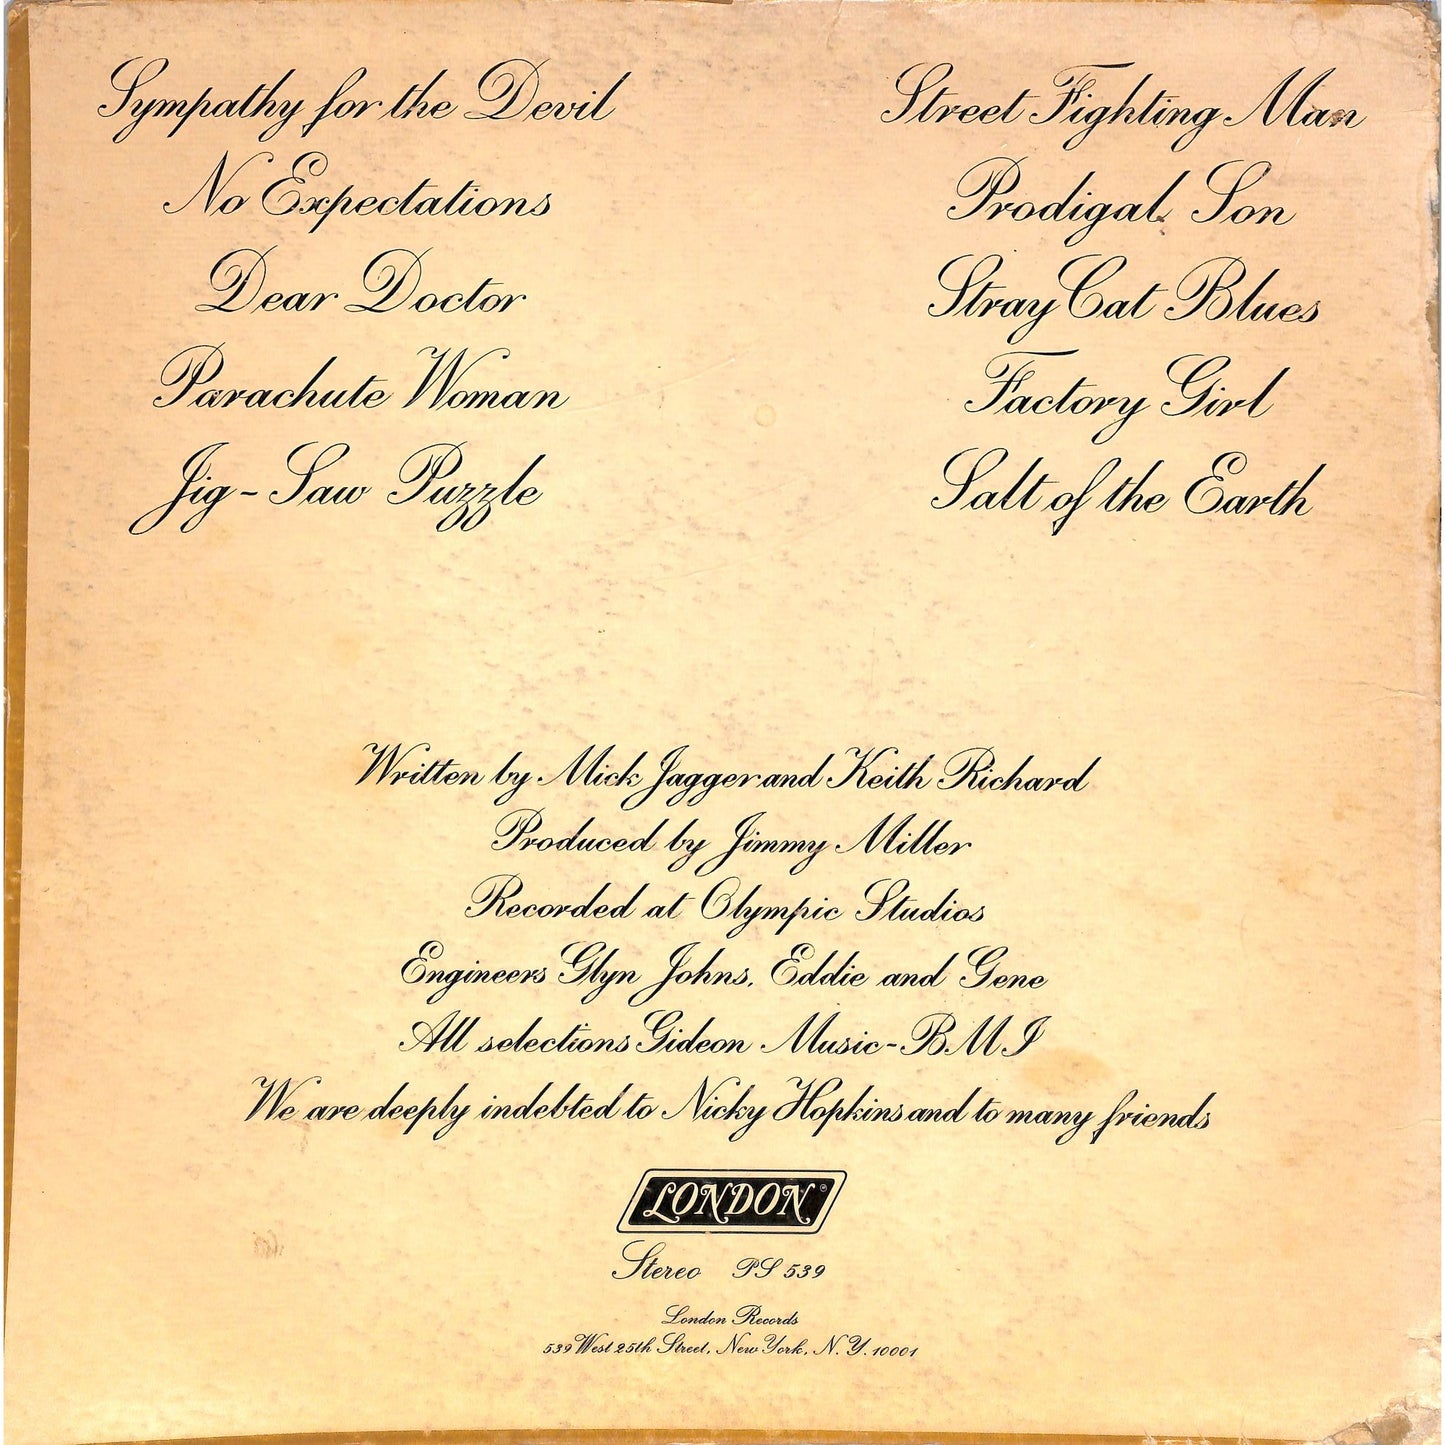 Sympathy for the Devil
No Expectations
Dear Doctor
Parachute Woman
Jig-Saw Puzzle
Street Fighting Man
Prodigal Son
Stray Cat Blues
Factory Girl
Salt of the Earth
Written by Mick Jagger and Keith Richard
Produced by Jimmy Miller
Recorded at Olympic Studios
Engineers Glyn Johns. Eddie and Gene
All selections Gideon Music-B.M.I
We are deeply indebted to Nicky Hopkins and to many friends
LONDON®
Stereo PS 539
London Records
539 West 25th Street, New York, N.Y. 10001